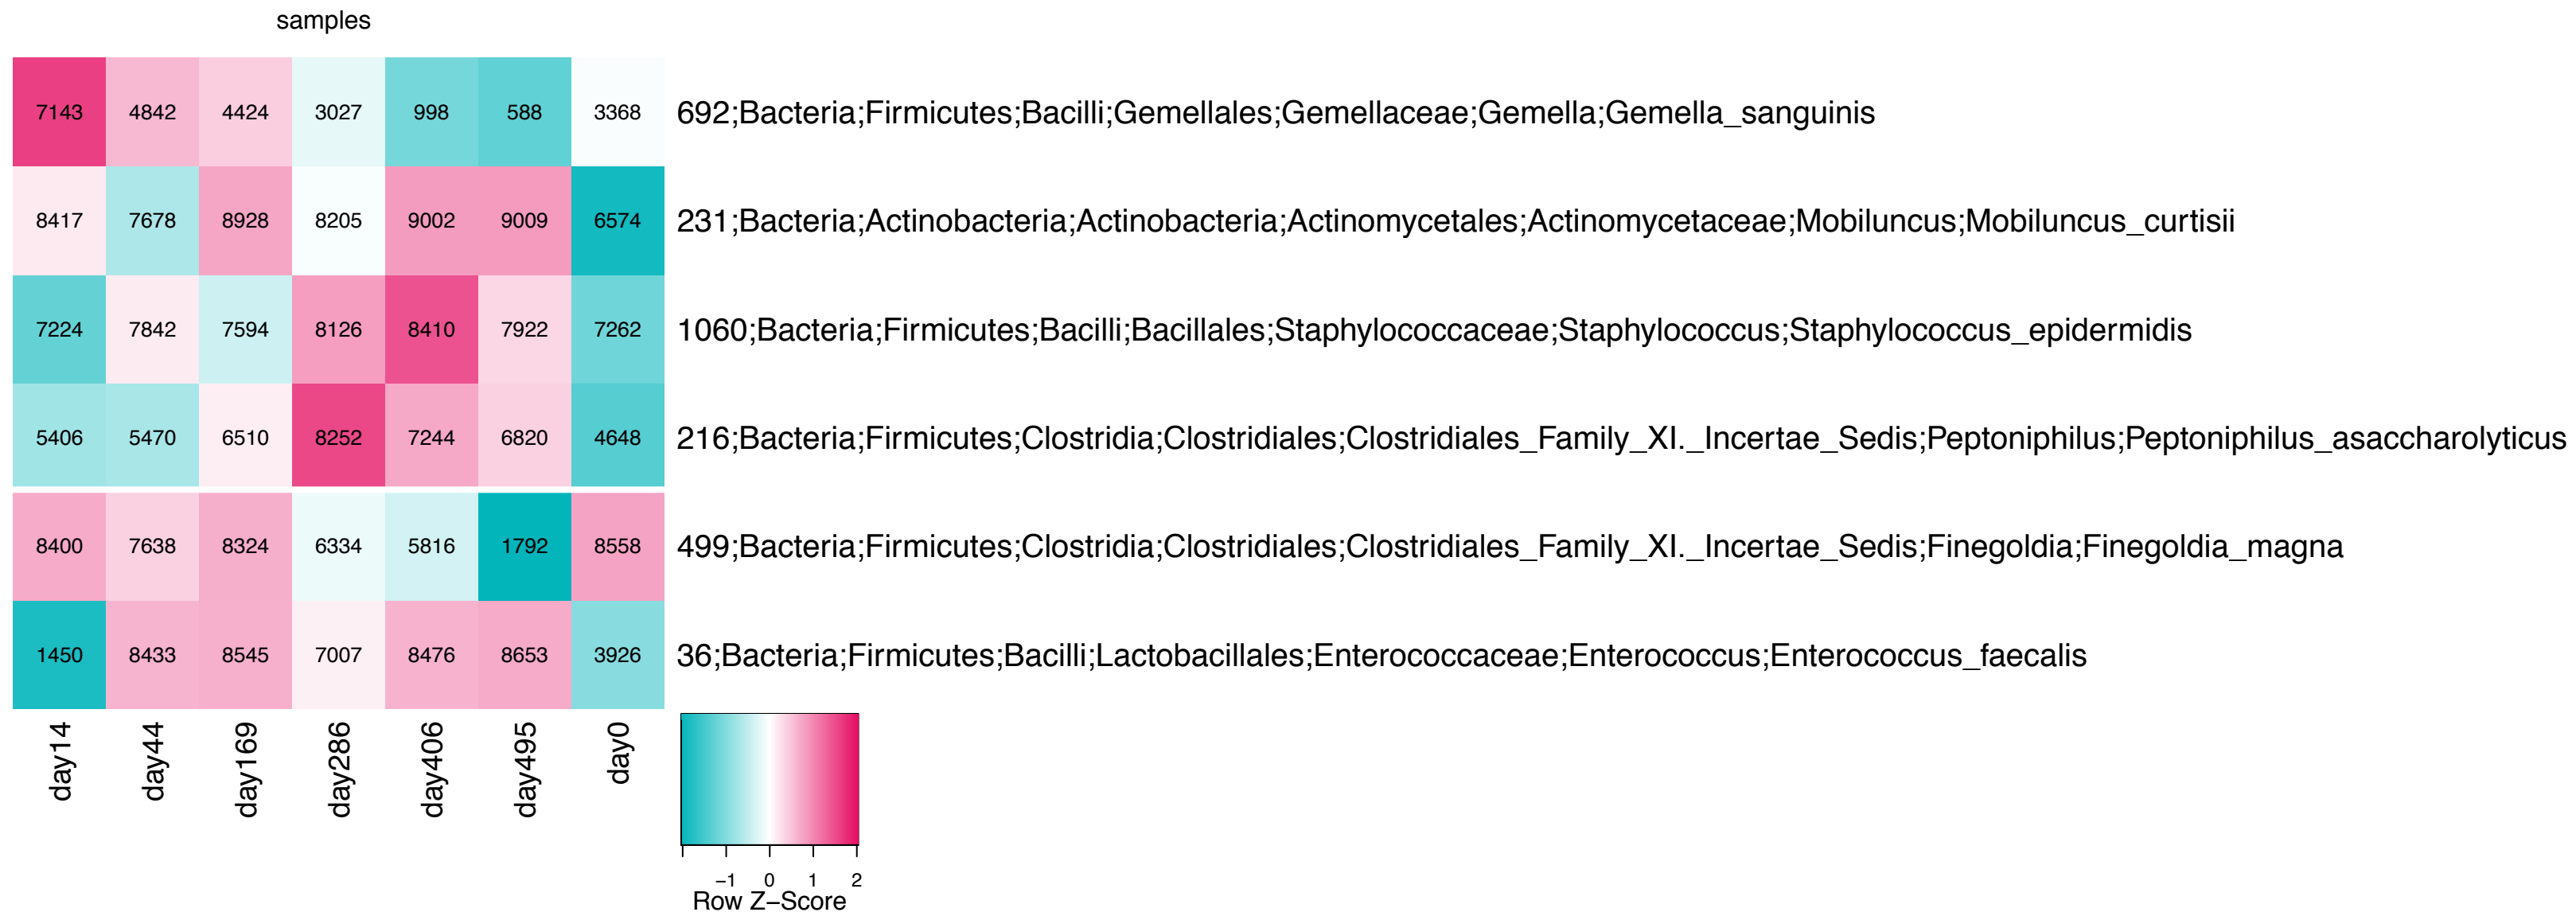 samples
7143 4842 4424 3027 998 588 3368 692;Bacteria;Firmicutes;Bacilli;Gemellales;Gemellaceae;Gemella;Gemella_sanguinis
8417 7678 8928 8205 9002 9009 6574 231;Bacteria;Actinobacteria;Actinobacteria;Actinomycetales;Actinomycetaceae;Mobiluncus;Mobiluncus_curtisii
7224 7842 7594 8126 8410 7922 7262 1060;Bacteria;Firmicutes;Bacilli;Bacillales;Staphylococcaceae;Staphylococcus;Staphylococcus_epidermidis
5406 5470 6510 8252 7244 6820 4648 216;Bacteria;Firmicutes;Clostridia;Clostridiales;Clostridiales_Family_XI._Incertae_Sedis;Peptoniphilus;Peptoniphilus_asaccharolyticus
8400 7638 8324 6334 5816 1792 8558 499;Bacteria;Firmicutes;Clostridia;Clostridiales;Clostridiales_Family_XI._Incertae_Sedis;Finegoldia;Finegoldia_magna
1450 8433 8545 7007 8476 8653 3926 36;Bacteria;Firmicutes;Bacilli;Lactobacillales;Enterococcaceae;Enterococcus;Enterococcus_faecalis
day14 day44 day169 day286 day406 day495 day0
−1 0 1 2
Row Z−Score